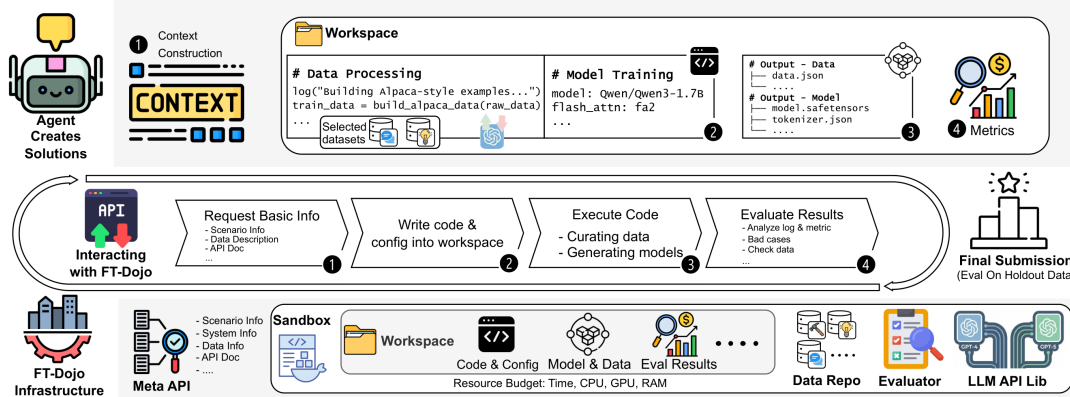 Agent
Creates
Solutions
1
Context
Construction
CONTEXT
Workspace
# Data Processing
log("Building Alpaca-style examples...")
train_data = build_alpaca_data(raw_data)
...
Selected
datasets
# Model Training
model: Qwen/Qwen3-1.7B
flash_attn: fa2
...
</>
2
# Output - Data
├── data.json
└── ....
# Output - Model
├── model.safetensors
├── tokenizer.json
└── ....
3
$
4
Metrics
API
Interacting
with FT-Dojo
Request Basic Info
- Scenario Info
- Data Description
- API Doc
...
1
Write code &
config into workspace
2
Execute Code
- Curating data
- Generating models
3
Evaluate Results
- Analyze log & metric
- Bad cases
- Check data
...
4
Final Submission
(Eval On Holdout Data)
FT-Dojo
Infrastructure
Meta API
- Scenario Info
- System Info
- Data Info
- API Doc
- ....
Sandbox
</>
Workspace
</>
Code & Config
Model & Data
$
Eval Results
Resource Budget: Time, CPU, GPU, RAM
Data Repo
Evaluator
GPT-4
GPT-5
LLM API Lib